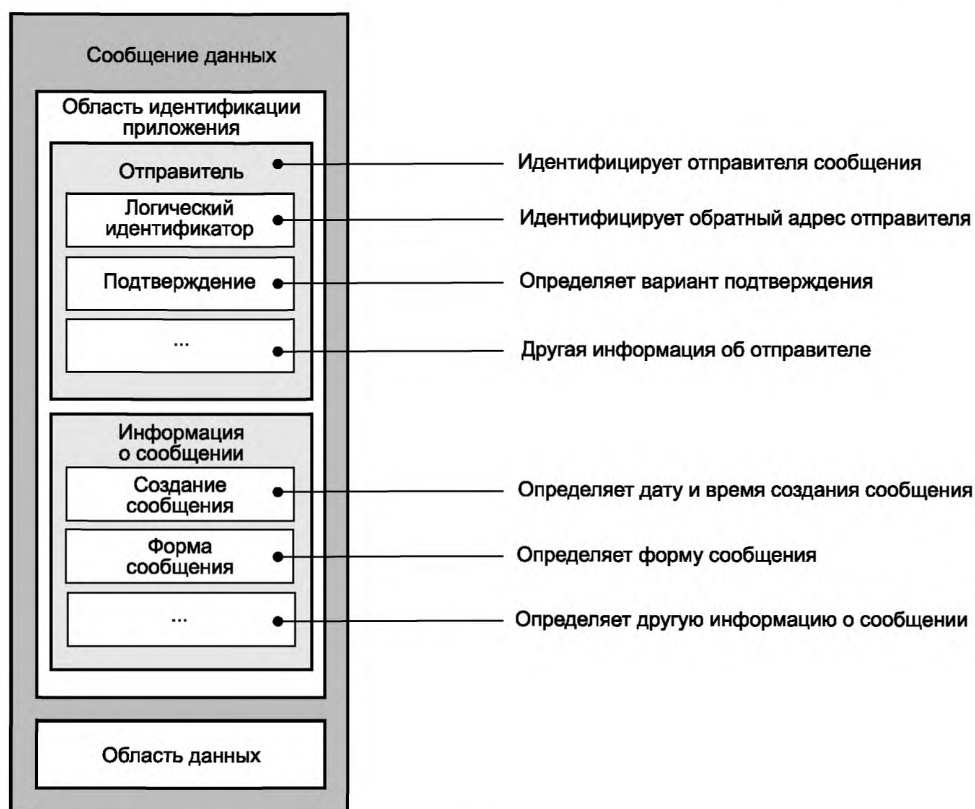 Сообщение данных
Область идентификации
приложения
Отправитель
Идентифицирует отправителя сообщения
Логический
идентификатор
Идентифицирует обратный адрес отправителя
Подтверждение
Определяет вариант подтверждения
...
Другая информация об отправителе
Информация
о сообщении
Создание
сообщения
Определяет дату и время создания сообщения
Форма
сообщения
Определяет форму сообщения
...
Определяет другую информацию о сообщении
Область данных